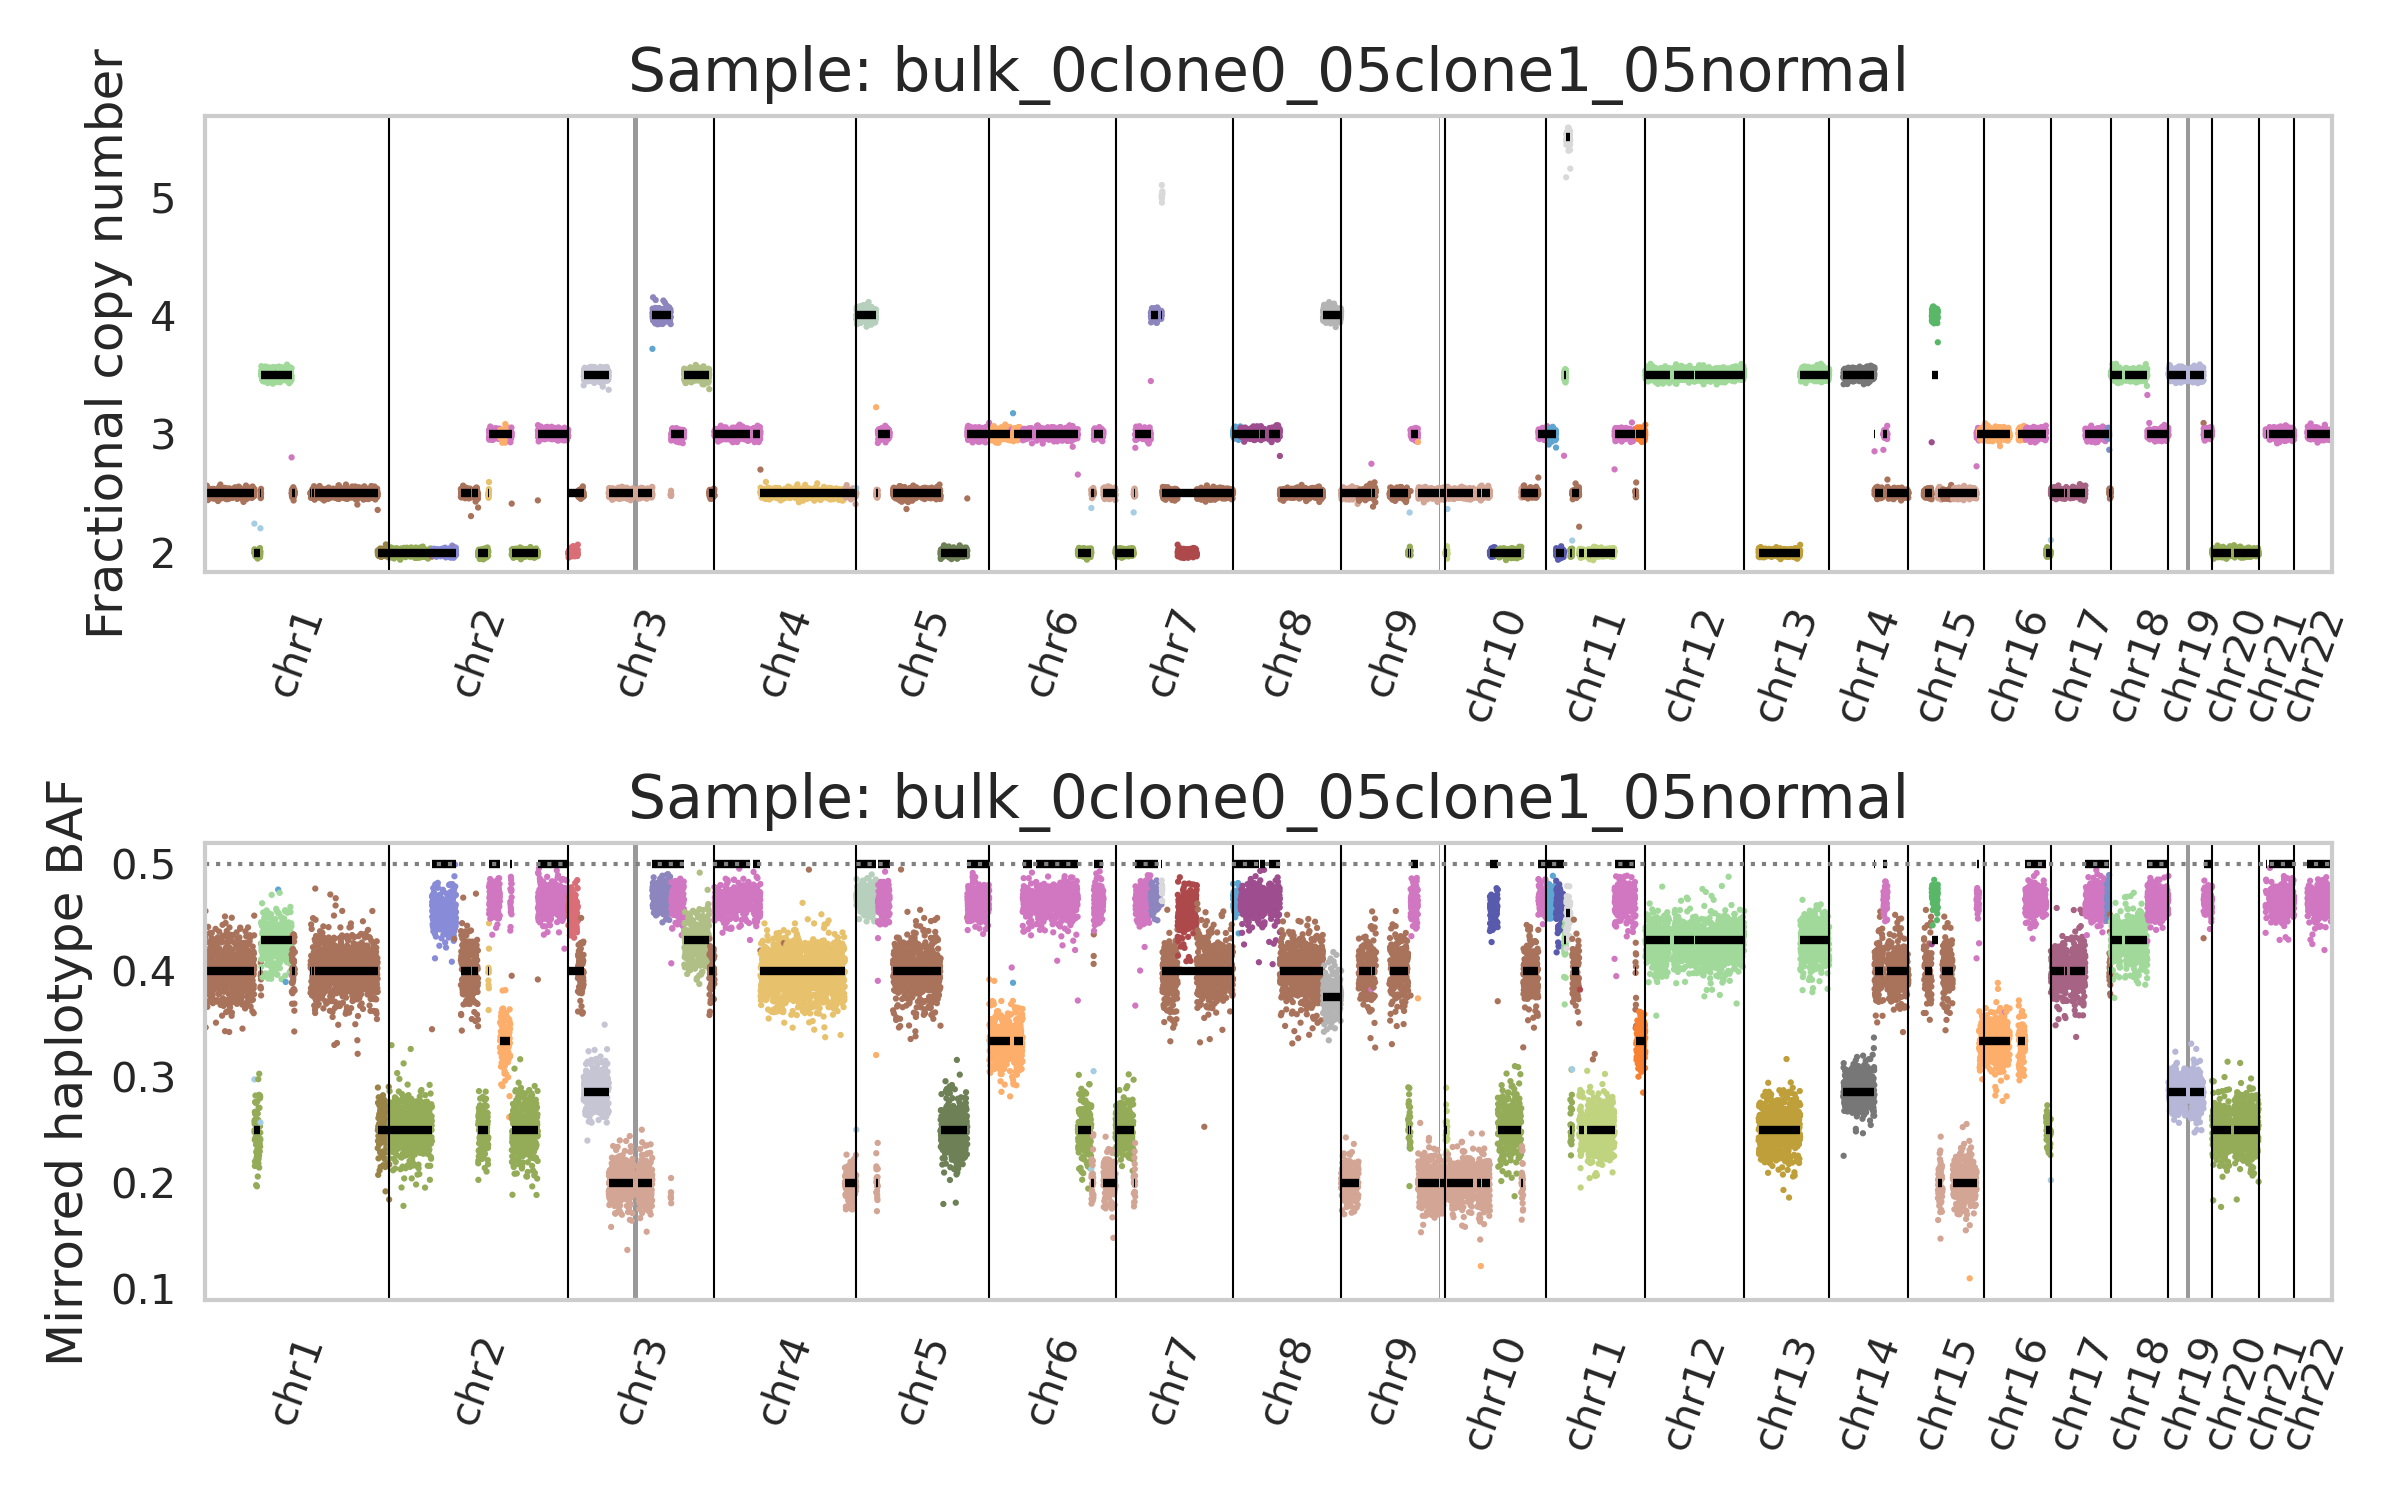 Sample: bulk_0clone0_05clone1_05normal
Fractional copy number
5
4
3
2
chr1
chr2
chr3
chr4
chr5
chr6
chr7
chr8
chr9
chr10
chr11
chr12
chr13
chr14
chr15
chr16
chr17
chr18
chr19
chr20
chr21
chr22
Sample: bulk_0clone0_05clone1_05normal
Mirrored haplotype BAF
0.5
0.4
0.3
0.2
0.1
chr1
chr2
chr3
chr4
chr5
chr6
chr7
chr8
chr9
chr10
chr11
chr12
chr13
chr14
chr15
chr16
chr17
chr18
chr19
chr20
chr21
chr22